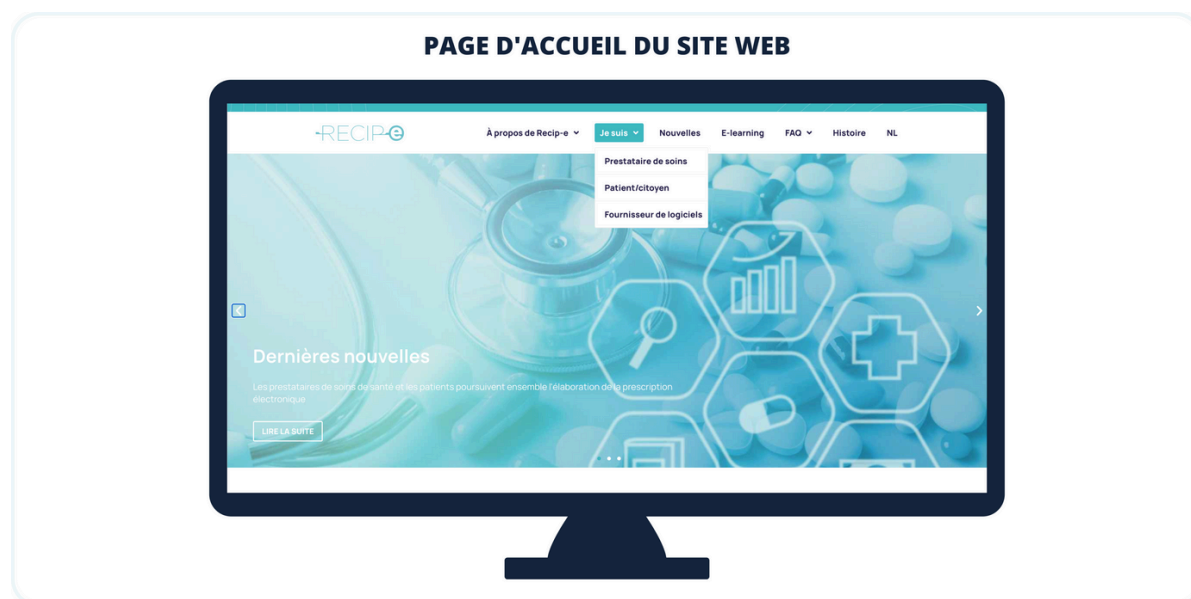 PAGE D'ACCUEIL DU SITE WEB
RECIP-e
À propos de Recip-e
Je suis
Nouvelles
E-learning
FAQ
Histoire
NL
Prestataire de soins
Patient/citoyen
Fournisseur de logiciels
Dernières nouvelles
Les prestataires de soins de santé et les patients poursuivent ensemble l'élaboration de la prescription
électronique
LIRE LA SUITE